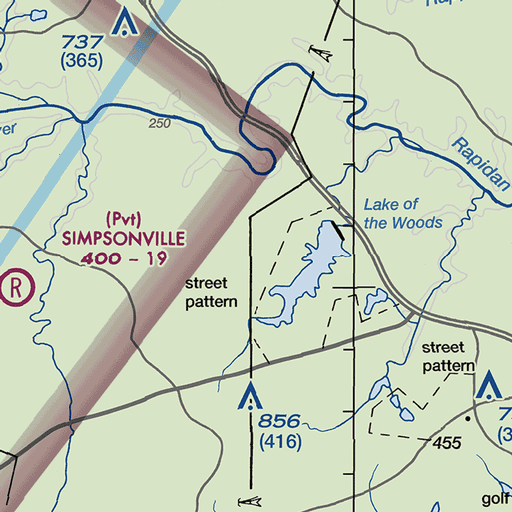 737
(365)
250
Rapidan
(Pvt)
SIMPSONVILLE
400 – 19
R
Lake of
the Woods
street
pattern
street
pattern
856
(416)
455
golf